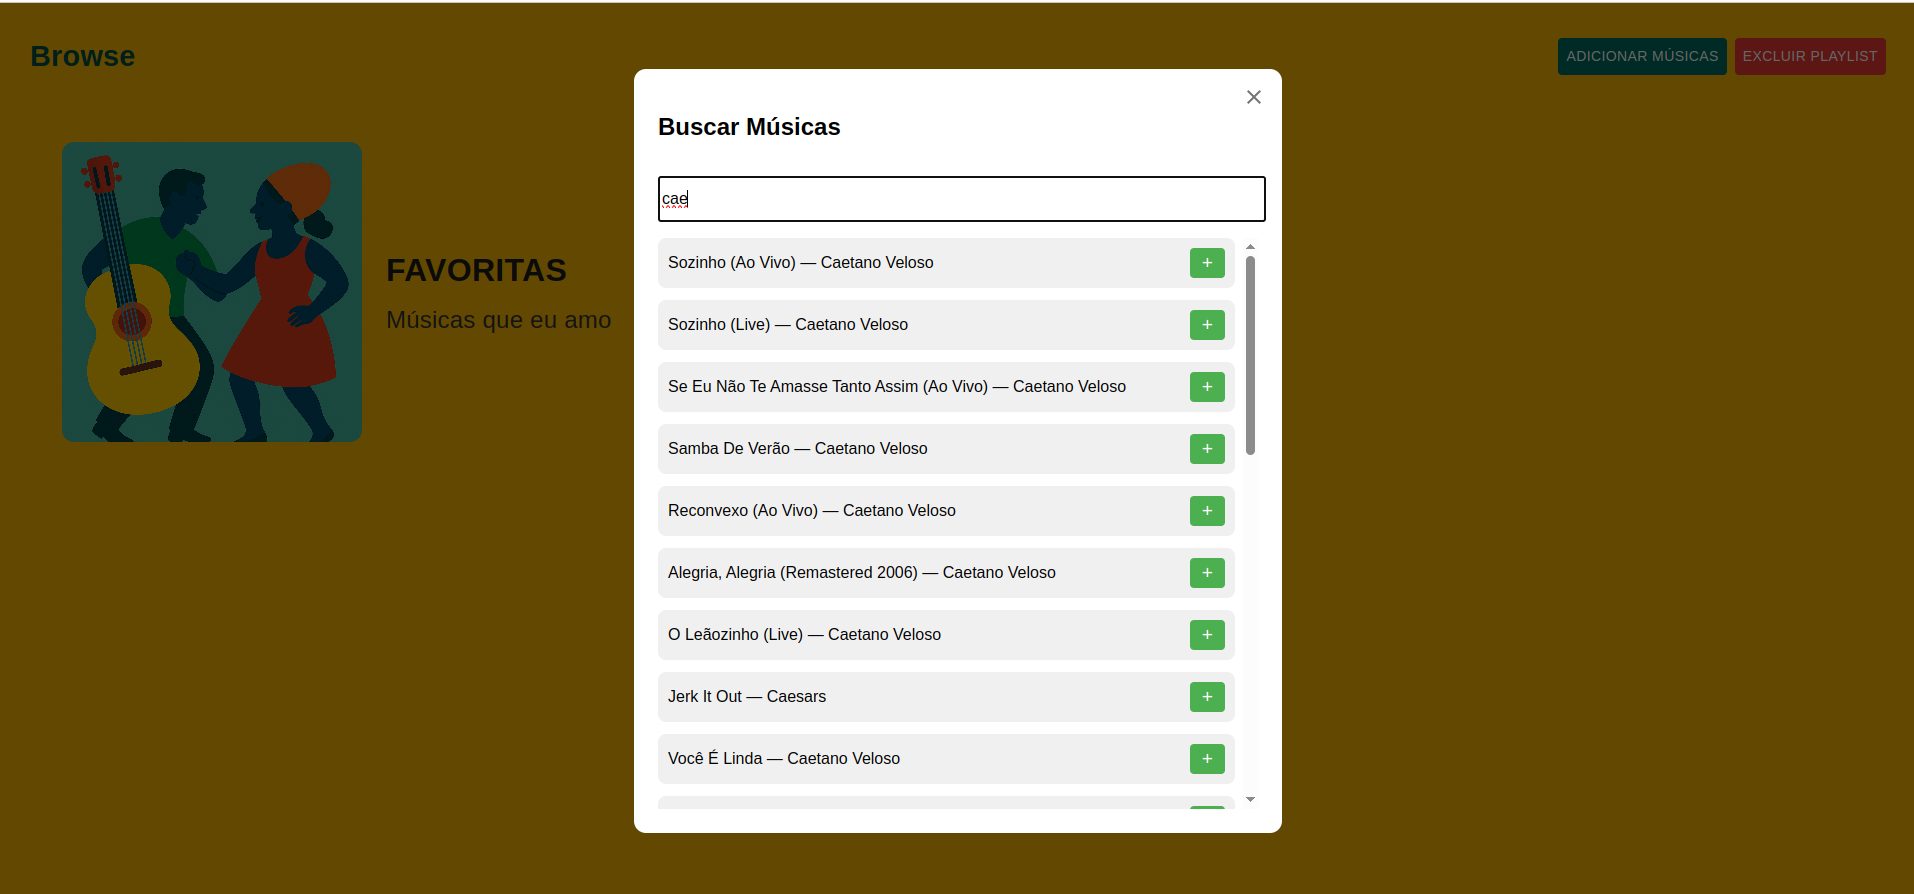 Browse
ADICIONAR MÚSICAS
EXCLUIR PLAYLIST
FAVORITAS
Músicas que eu amo
Buscar Músicas
cae
Sozinho (Ao Vivo) — Caetano Veloso
+
Sozinho (Live) — Caetano Veloso
+
Se Eu Não Te Amasse Tanto Assim (Ao Vivo) — Caetano Veloso
+
Samba De Verão — Caetano Veloso
+
Reconvexo (Ao Vivo) — Caetano Veloso
+
Alegria, Alegria (Remastered 2006) — Caetano Veloso
+
O Leãozinho (Live) — Caetano Veloso
+
Jerk It Out — Caesars
+
Você É Linda — Caetano Veloso
+